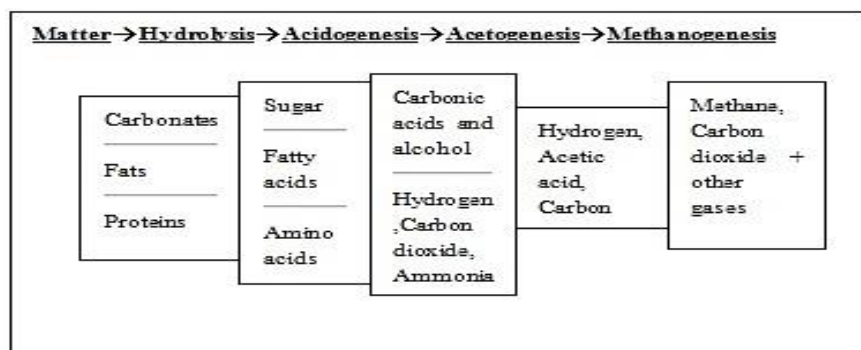 Matter→Hydrolysis→Acidogenesis→Acetogenesis→Methanogenesis
Carbonates
Fats
Proteins
Sugar
Fatty
acids
Amino
acids
Carbonic
acids and
alcohol
Hydrogen
,Carbon
dioxide,
Ammonia
Hydrogen,
Acetic
acid,
Carbon
Methane,
Carbon
dioxide +
other
gases